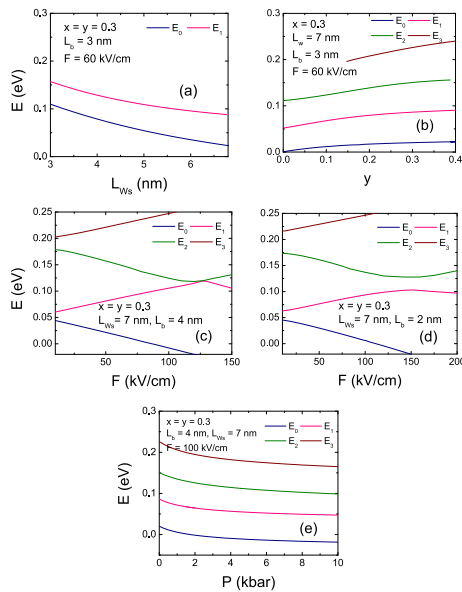 x = y = 0.3
L_b = 3 nm
F = 60 kV/cm
E_0 E_1
(a)
E (eV)
0.3
0.2
0.1
0.0
3 4 5 6
L_Ws (nm)
x = 0.3
L_w = 7 nm
L_b = 3 nm
F = 60 kV/cm
E_0 E_1
E_2 E_3
(b)
E (eV)
0.3
0.2
0.1
0.0
0.0 0.1 0.2 0.3 0.4
y
E_0 E_1
E_2 E_3
x = y = 0.3
L_Ws = 7 nm, L_b = 4 nm
(c)
E (eV)
0.25
0.20
0.15
0.10
0.05
0.00
50 100 150
F (kV/cm)
E_0 E_1
E_2 E_3
x = y = 0.3
L_Ws = 7 nm, L_b = 2 nm
(d)
E (eV)
0.25
0.20
0.15
0.10
0.05
0.00
50 100 150 200
F (kV/cm)
x = y = 0.3
L_b = 4 nm, L_Ws = 7 nm
F = 100 kV/cm
E_0 E_1
E_2 E_3
(e)
E (eV)
0.3
0.2
0.1
0.0
0 2 4 6 8 10
P (kbar)